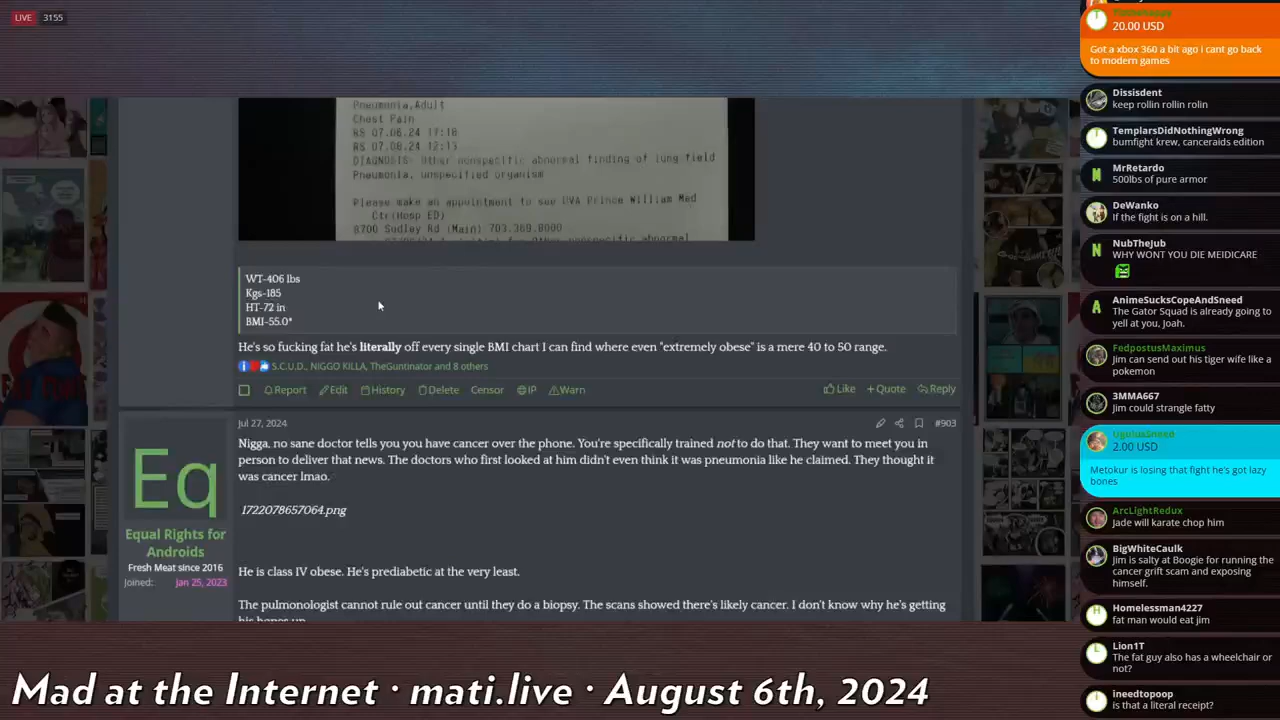 LIVE 3155
Pneumonia,Adult
Chest Pain
RS 07.06.24 17:18
RS 07.08.24 12:13
DIAGNOSIS: Other nonspecific abnormal finding of lung field
Pneumonia, unspecified organism
Please make an appointment to see UVA Prince William Med
Ctr(Hosp ED)
8700 Sudley Rd (Main) 703.369.8000
for Other nonspecific abnormal
WT-406 lbs
Kgs-185
HT-72 in
BMI-55.0*
He's so fucking fat he's literally off every single BMI chart I can find where even "extremely obese" is a mere 40 to 50 range.
S.C.U.D., NIGGO KILLA, TheGuntinator and 8 others
Report Edit History Delete Censor IP Warn Like + Quote Reply
Jul 27, 2024 #903
Eq
Equal Rights for
Androids
Fresh Meat since 2016
Joined: Jan 25, 2023
Nigga, no sane doctor tells you you have cancer over the phone. You're specifically trained not to do that. They want to meet you in
person to deliver that news. The doctors who first looked at him didn't even think it was pneumonia like he claimed. They thought it
was cancer lmao.
1722078657064.png
He is class IV obese. He's prediabetic at the very least.
The pulmonologist cannot rule out cancer until they do a biopsy. The scans showed there's likely cancer. I don't know why he's getting
his hopes up
Mad at the Internet · mati.live · August 6th, 2024
20.00 USD
Got a xbox 360 a bit ago i cant go back
to modern games
Dissisdent
keep rollin rollin rolin
TemplarsDidNothingWrong
bumfight krew, canceraids edition
MrRetardo
500lbs of pure armor
DeWanko
If the fight is on a hill.
NubTheJub
WHY WONT YOU DIE MEIDICARE
AnimeSucksCopeAndSneed
The Gator Squad is already going to
yell at you, Joah.
FedpostusMaximus
Jim can send out his tiger wife like a
pokemon
3MMA667
Jim could strangle fatty
UgulusSneed
2.00 USD
Metokur is losing that fight he's got lazy
bones
ArcLightRedux
Jade will karate chop him
BigWhiteCaulk
Jim is salty at Boogie for running the
cancer grift scam and exposing
himself.
Homelessman4227
fat man would eat jim
Lion1T
The fat guy also has a wheelchair or
not?
ineedtopoop
is that a literal receipt?